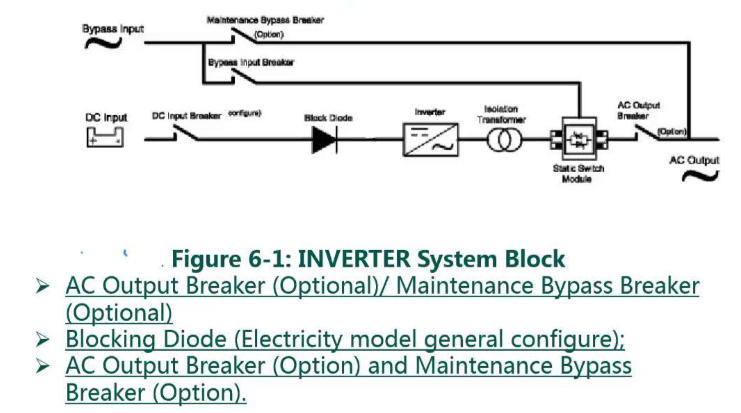 Maintenance Bypass Breaker
Bypass Input
(Option)
Bypass Input Breaker
DC Input
DC Input Breaker configure)
Block Diode
Inverter
Isolation
Transformer
AC Output
Breaker
(Option)
Static Switch
Module
AC Output
Figure 6-1: INVERTER System Block
➢ AC Output Breaker (Optional)/ Maintenance Bypass Breaker
(Optional)
➢ Blocking Diode (Electricity model general configure);
➢ AC Output Breaker (Option) and Maintenance Bypass
Breaker (Option).